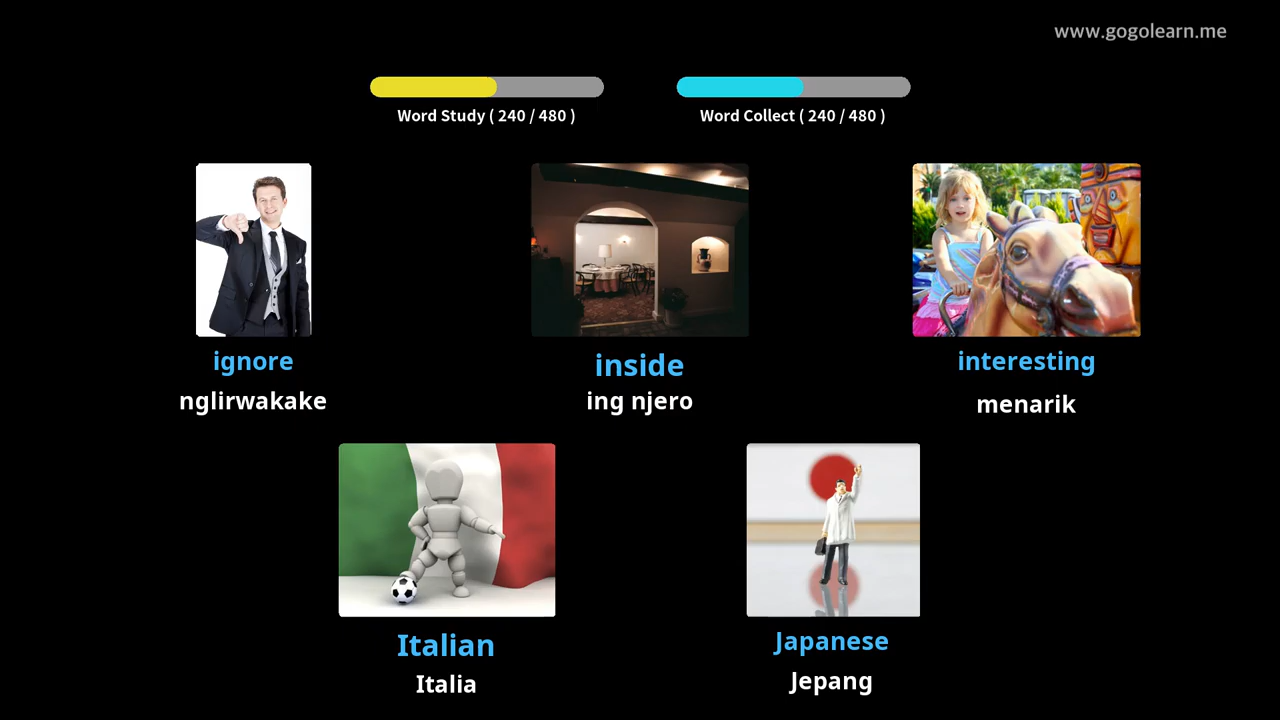 www.gogolearn.me
Word Study ( 240 / 480 )
Word Collect ( 240 / 480 )
ignore
nglirwakake
inside
ing njero
interesting
menarik
Italian
Italia
Japanese
Jepang